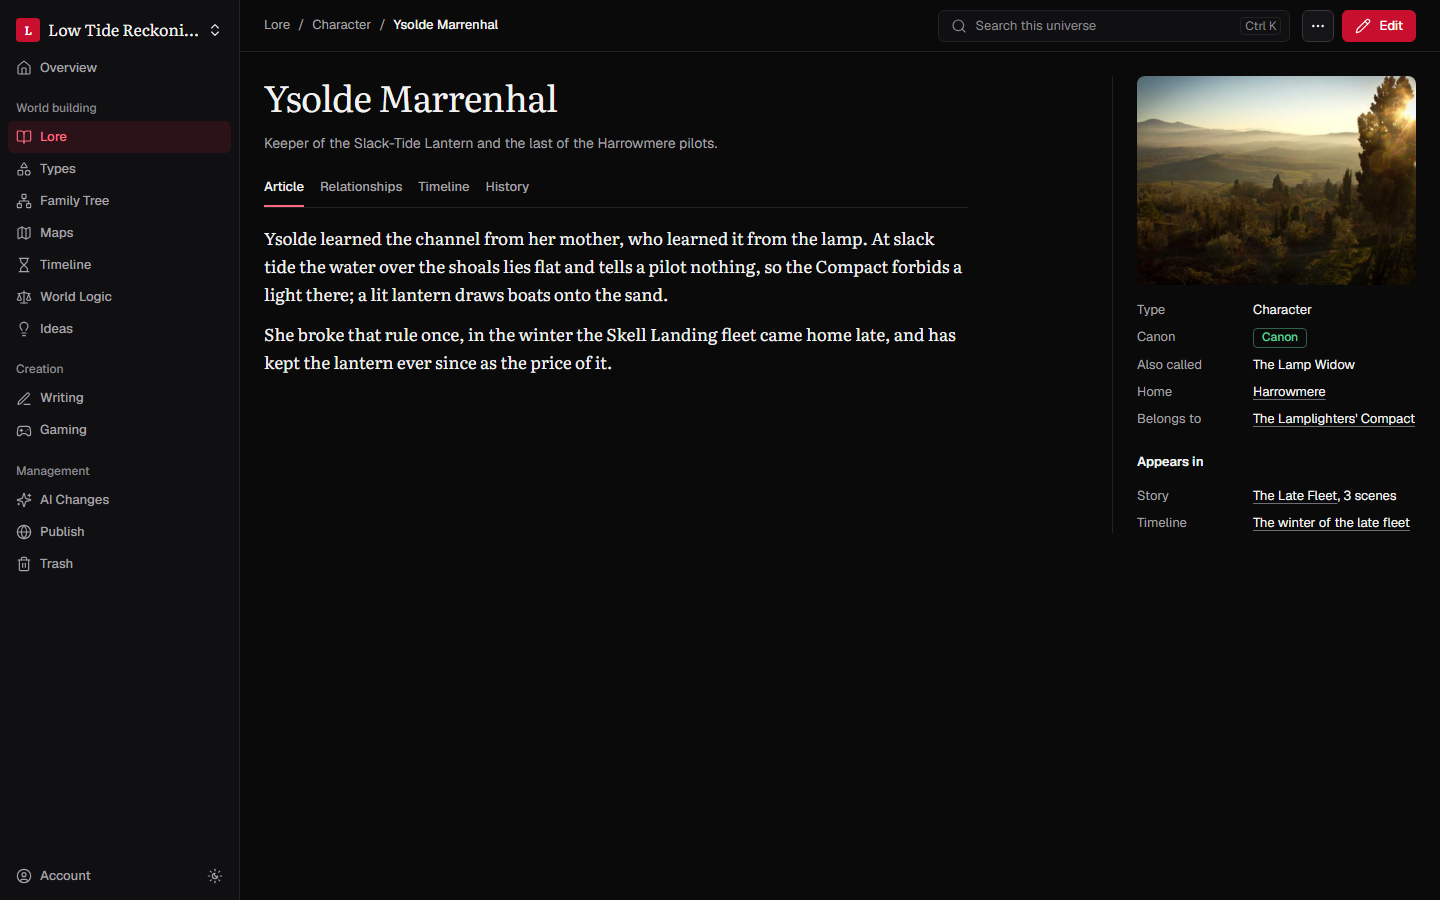 L Low Tide Reckoni...
Overview
World building
Lore
Types
Family Tree
Maps
Timeline
World Logic
Ideas
Creation
Writing
Gaming
Management
AI Changes
Publish
Trash
Account
Lore / Character / Ysolde Marrenhal
Search this universe Ctrl K
Edit
Ysolde Marrenhal
Keeper of the Slack-Tide Lantern and the last of the Harrowmere pilots.
Article Relationships Timeline History
Ysolde learned the channel from her mother, who learned it from the lamp. At slack
tide the water over the shoals lies flat and tells a pilot nothing, so the Compact forbids a
light there; a lit lantern draws boats onto the sand.
She broke that rule once, in the winter the Skell Landing fleet came home late, and has
kept the lantern ever since as the price of it.
Type Character
Canon Canon
Also called The Lamp Widow
Home Harrowmere
Belongs to The Lamplighters' Compact
Appears in
Story The Late Fleet, 3 scenes
Timeline The winter of the late fleet